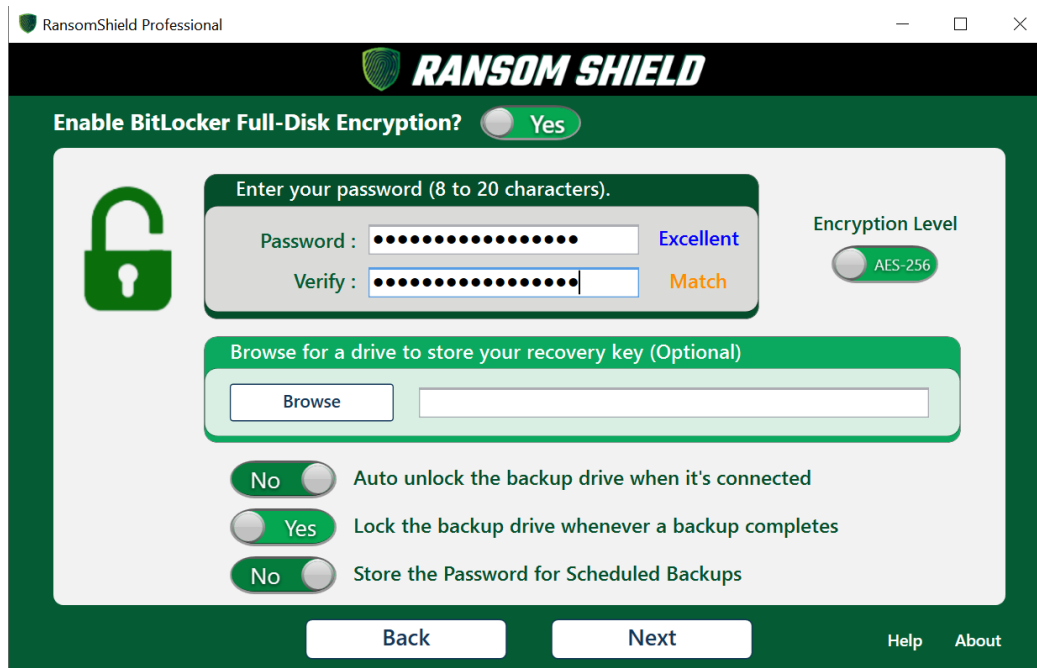 RansomShield Professional
RANSOM SHIELD
Enable BitLocker Full-Disk Encryption? Yes
Enter your password (8 to 20 characters).
Password : ••••••••••••••••• Excellent
Verify : ••••••••••••••••• Match
Encryption Level
AES-256
Browse for a drive to store your recovery key (Optional)
Browse
No Auto unlock the backup drive when it's connected
Yes Lock the backup drive whenever a backup completes
No Store the Password for Scheduled Backups
Back Next Help About